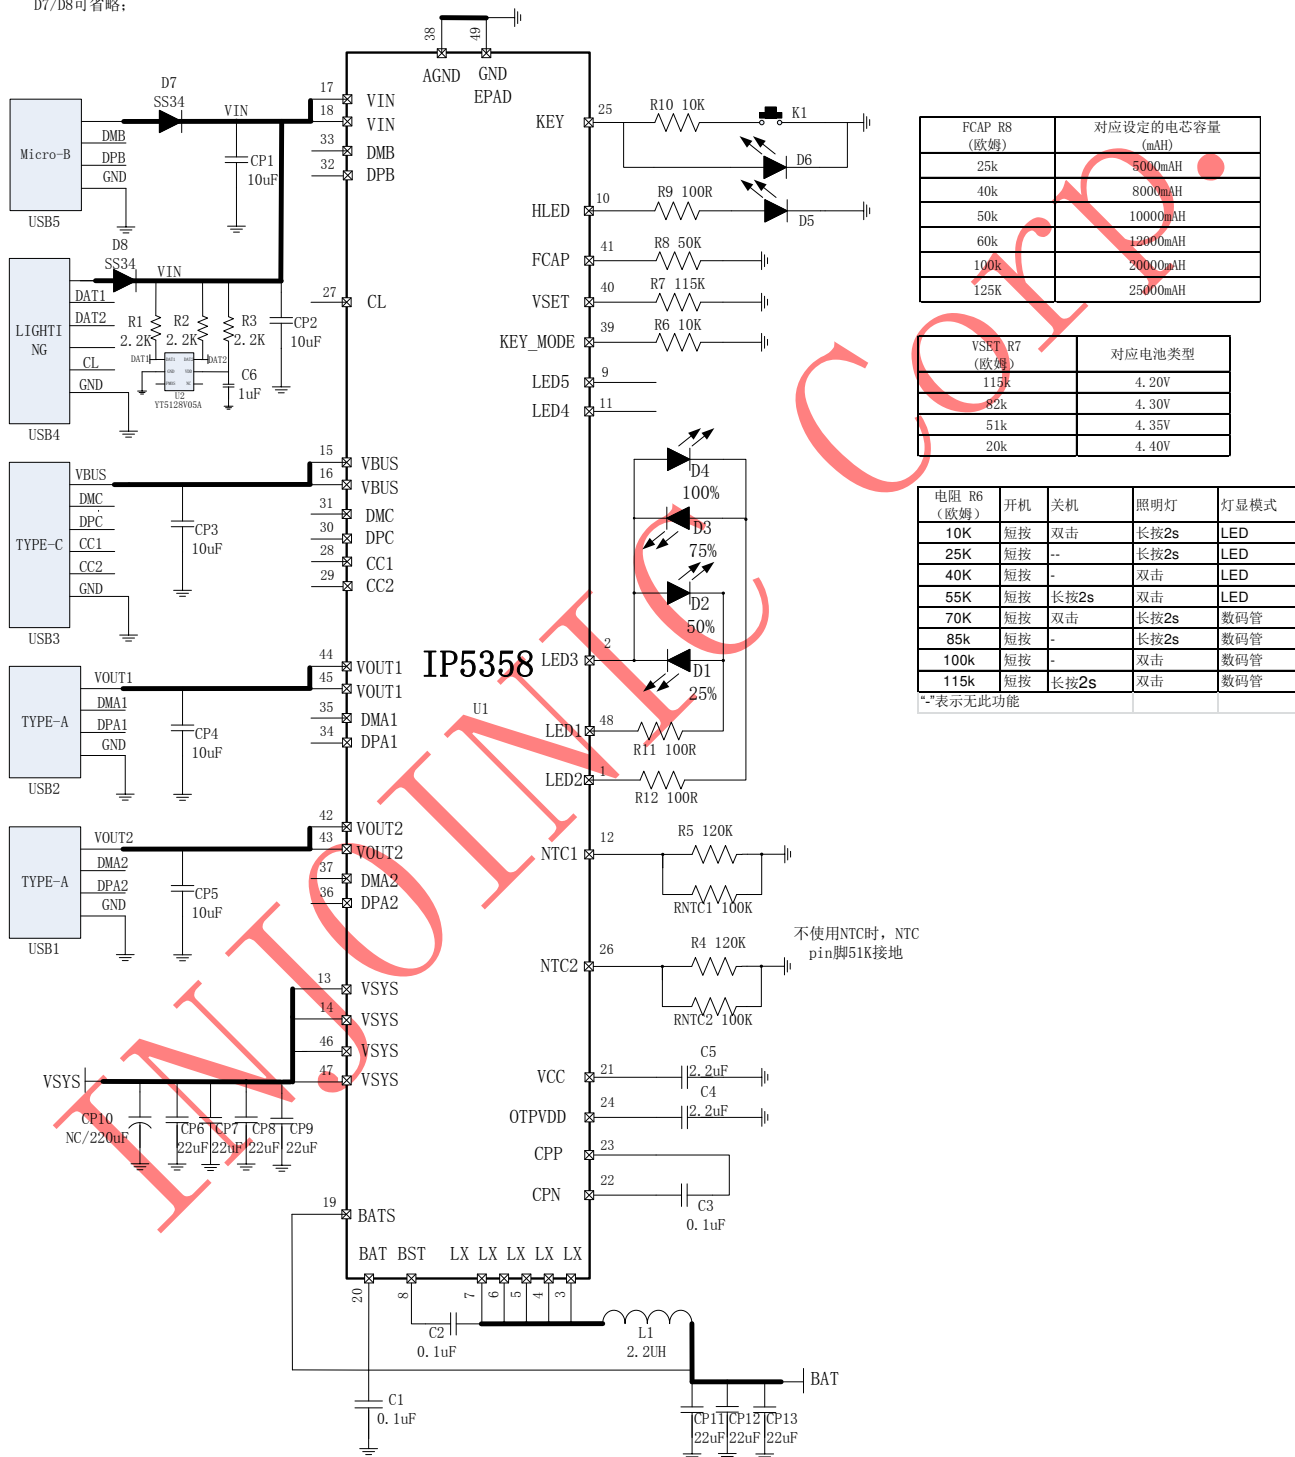 D7/D8可省略;
38
49
AGND
GND
EPAD
D7
SS34
VIN
17
VIN
18
VIN
Micro-B
DMB
DPB
GND
USB5
CP1
10uF
33
DMB
32
DPB
D8
SS34
VIN
LIGHTI
NG
DAT1
DAT2
CL
GND
USB4
R1
2.2K
R2
2.2K
R3
2.2K
DAT1
DAT2
DAT1
GND
VDD
NC
U2
YT5128V05A
C6
1uF
CP2
10uF
27
CL
TYPE-C
VBUS
DMC
DPC
CC1
CC2
GND
USB3
CP3
10uF
15
VBUS
16
VBUS
31
DMC
30
DPC
28
CC1
29
CC2
TYPE-A
VOUT1
DMA1
DPA1
GND
USB2
CP4
10uF
44
VOUT1
45
VOUT1
35
DMA1
34
DPA1
TYPE-A
VOUT2
DMA2
DPA2
GND
USB1
CP5
10uF
42
VOUT2
43
VOUT2
37
DMA2
36
DPA2
13
VSYS
14
VSYS
46
VSYS
47
VSYS
VSYS
CP10
NC/220uF
CP6
22uF
CP7
22uF
CP8
22uF
CP9
22uF
19
BATS
BAT BST LX LX LX LX LX
20
8
7
6
5
4
3
IP5358
U1
C1
0.1uF
C2
0.1uF
L1
2.2UH
BAT
CP11
22uF
CP12
22uF
CP13
22uF
KEY
25
R10 10K
K1
D6
HLED
10
R9 100R
D5
FCAP
41
R8 50K
VSET
40
R7 115K
KEY_MODE
39
R6 10K
LED5
9
LED4
11
D4
100%
D3
75%
D2
50%
D1
25%
LED3
2
LED1
48
R11 100R
LED2
1
R12 100R
NTC1
12
R5 120K
RNTC1 100K
NTC2
26
R4 120K
RNTC2 100K
不使用NTC时, NTC
pin脚51K接地
VCC
21
C5
2.2uF
OTPVDD
24
C4
2.2uF
CPP
23
CPN
22
C3
0.1uF
FCAP R8
(欧姆)
对应设定的电芯容量
(mAH)
25k 5000mAH
40k 8000mAH
50k 10000mAH
60k 12000mAH
100k 20000mAH
125K 25000mAH
VSET R7
(欧姆)
对应电池类型
115k 4.20V
82k 4.30V
51k 4.35V
20k 4.40V
电阻 R6
(欧姆)
开机 关机 照明灯 灯显模式
10K 短按 双击 长按2s LED
25K 短按 -- 长按2s LED
40K 短按 - 双击 LED
55K 短按 长按2s 双击 LED
70K 短按 双击 长按2s 数码管
85k 短按 - 长按2s 数码管
100k 短按 - 双击 数码管
115k 短按 长按2s 双击 数码管
“-”表示无此功能
INJOINIC Corp.